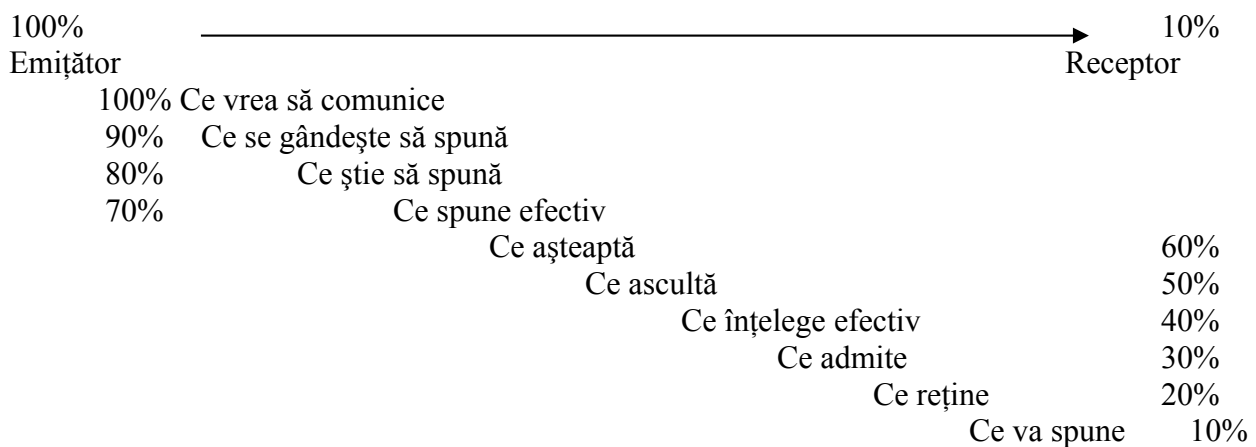 100% 10%
Emițător Receptor
100% Ce vrea să comunice
90% Ce se gândeşte să spună
80% Ce ştie să spună
70% Ce spune efectiv
Ce aşteaptă 60%
Ce ascultă 50%
Ce înțelege efectiv 40%
Ce admite 30%
Ce reține 20%
Ce va spune 10%